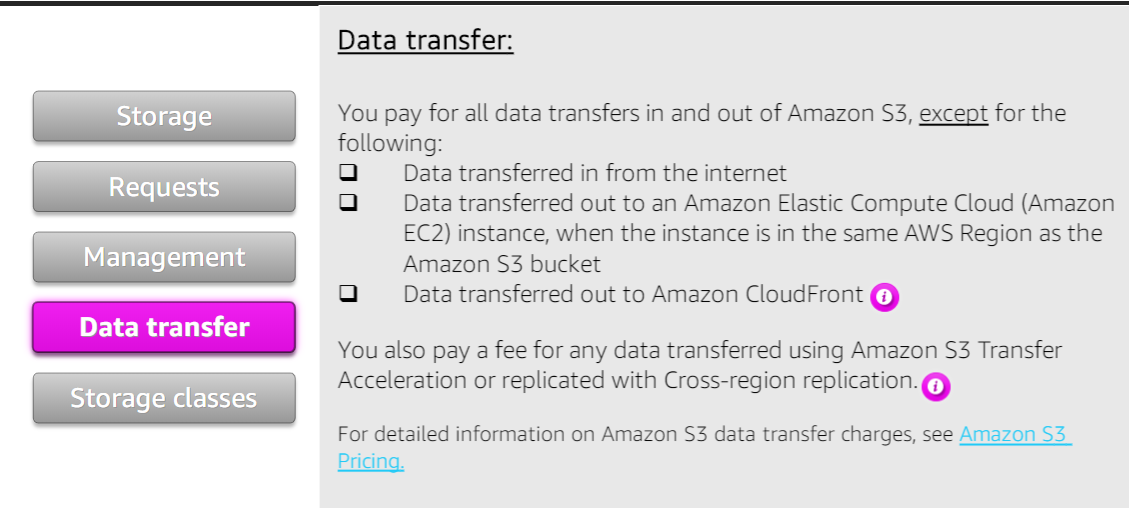 Storage
Requests
Management
Data transfer
Storage classes
Data transfer:
You pay for all data transfers in and out of Amazon S3, except for the
following:
❑ Data transferred in from the internet
❑ Data transferred out to an Amazon Elastic Compute Cloud (Amazon
EC2) instance, when the instance is in the same AWS Region as the
Amazon S3 bucket
❑ Data transferred out to Amazon CloudFront i
You also pay a fee for any data transferred using Amazon S3 Transfer
Acceleration or replicated with Cross-region replication. i
For detailed information on Amazon S3 data transfer charges, see Amazon S3
Pricing.